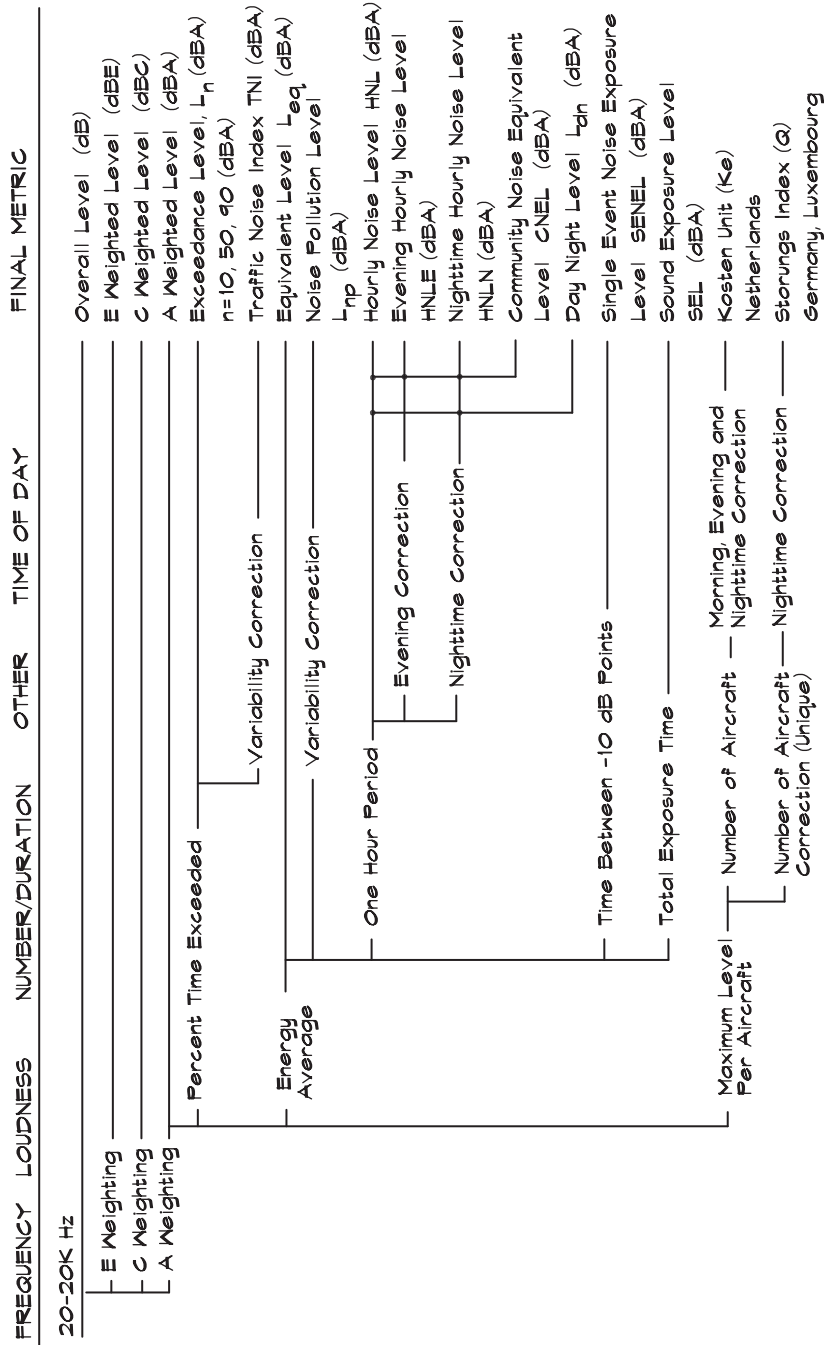 FREQUENCY LOUDNESS NUMBER/DURATION OTHER TIME OF DAY FINAL METRIC
20-20K Hz
Overall Level (dB)
E Weighting
E Weighted Level (dBE)
C Weighting
C Weighted Level (dBC)
A Weighting
A Weighted Level (dBA)
Percent Time Exceeded
Exceedance Level, Ln (dBA)
n=10, 50, 90 (dBA)
Variability Correction
Traffic Noise Index TNI (dBA)
Energy
Average
Equivalent Level Leq (dBA)
Variability Correction
Noise Pollution Level
Lnp (dBA)
One Hour Period
Hourly Noise Level HNL (dBA)
Evening Correction
Evening Hourly Noise Level
HNLE (dBA)
Nighttime Correction
Nighttime Hourly Noise Level
HNLN (dBA)
Community Noise Equivalent
Level CNEL (dBA)
Day Night Level Ldn (dBA)
Time Between -10 dB Points
Single Event Noise Exposure
Level SENEL (dBA)
Total Exposure Time
Sound Exposure Level
SEL (dBA)
Maximum Level
Per Aircraft
Number of Aircraft
Morning, Evening and
Nighttime Correction
Kosten Unit (Ke)
Netherlands
Number of Aircraft
Correction (Unique)
Nighttime Correction
Storungs Index (Q)
Germany, Luxembourg